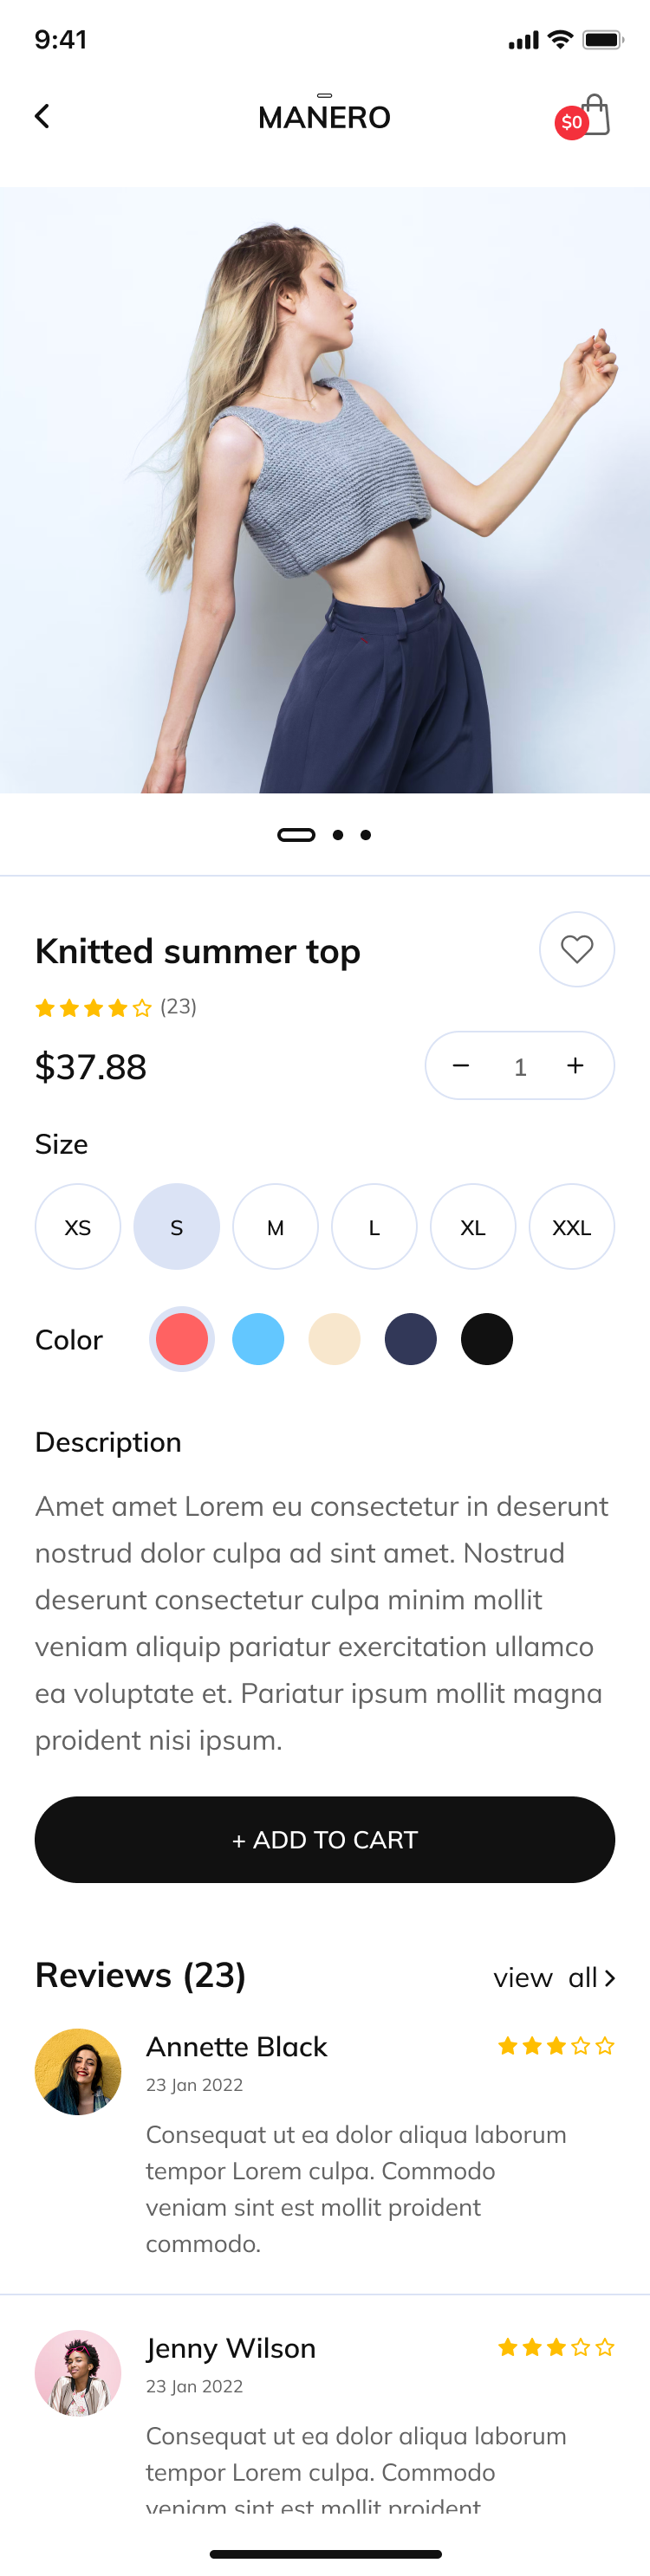 9:41
MANERO
$0
Knitted summer top
(23)
$37.88
− 1 +
Size
XS S M L XL XXL
Color
Description
Amet amet Lorem eu consectetur in deserunt
nostrud dolor culpa ad sint amet. Nostrud
deserunt consectetur culpa minim mollit
veniam aliquip pariatur exercitation ullamco
ea voluptate et. Pariatur ipsum mollit magna
proident nisi ipsum.
+ ADD TO CART
Reviews (23) view all
Annette Black
23 Jan 2022
Consequat ut ea dolor aliqua laborum
tempor Lorem culpa. Commodo
veniam sint est mollit proident
commodo.
Jenny Wilson
23 Jan 2022
Consequat ut ea dolor aliqua laborum
tempor Lorem culpa. Commodo
veniam sint est mollit proident